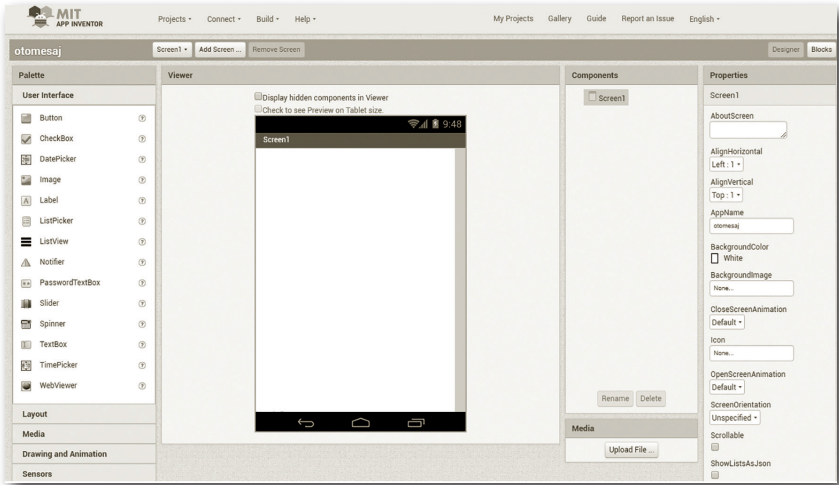 MIT
APP INVENTOR
Projects Connect Build Help
My Projects Gallery Guide Report an Issue English
otomesaj
Screen1 Add Screen ... Remove Screen
Designer Blocks
Palette
User Interface
Button
CheckBox
DatePicker
Image
Label
ListPicker
ListView
Notifier
PasswordTextBox
Slider
Spinner
TextBox
TimePicker
WebViewer
Layout
Media
Drawing and Animation
Sensors
Viewer
Display hidden components in Viewer
Check to see Preview on Tablet size.
9:48
Screen1
Components
Screen1
Rename Delete
Media
Upload File ...
Properties
Screen1
AboutScreen
AlignHorizontal
Left : 1
AlignVertical
Top : 1
AppName
otomesaj
BackgroundColor
White
BackgroundImage
None...
CloseScreenAnimation
Default
Icon
None...
OpenScreenAnimation
Default
ScreenOrientation
Unspecified
Scrollable
ShowListsAsJson